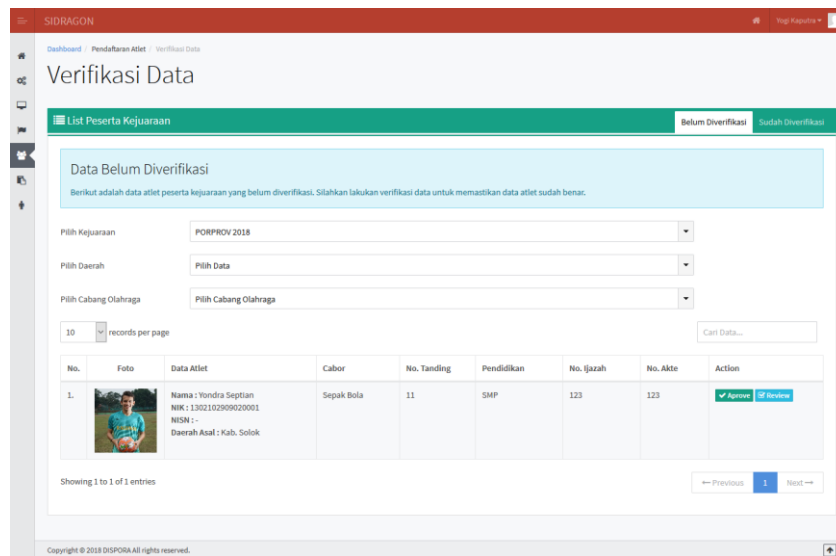 SIDRAGON
Yogi Kaputra
Dashboard / Pendaftaran Atlet / Verifikasi Data
Verifikasi Data
List Peserta Kejuaraan
Belum Diverifikasi
Sudah Diverifikasi
Data Belum Diverifikasi
Berikut adalah data atlet peserta kejuaraan yang belum diverifikasi. Silahkan lakukan verifikasi data untuk memastikan data atlet sudah benar.
Pilih Kejuaraan
PORPROV 2018
Pilih Daerah
Pilih Data
Pilih Cabang Olahraga
Pilih Cabang Olahraga
10 records per page
Cari Data...
No. Foto Data Atlet Cabor No. Tanding Pendidikan No. Ijazah No. Akte Action
1. Nama : Yondra Septian Sepak Bola 11 SMP 123 123 Aprove Review
NIK : 1302102909020001
NISN : -
Daerah Asal : Kab. Solok
Showing 1 to 1 of 1 entries
← Previous 1 Next →
Copyright © 2018 DISPORA All rights reserved.